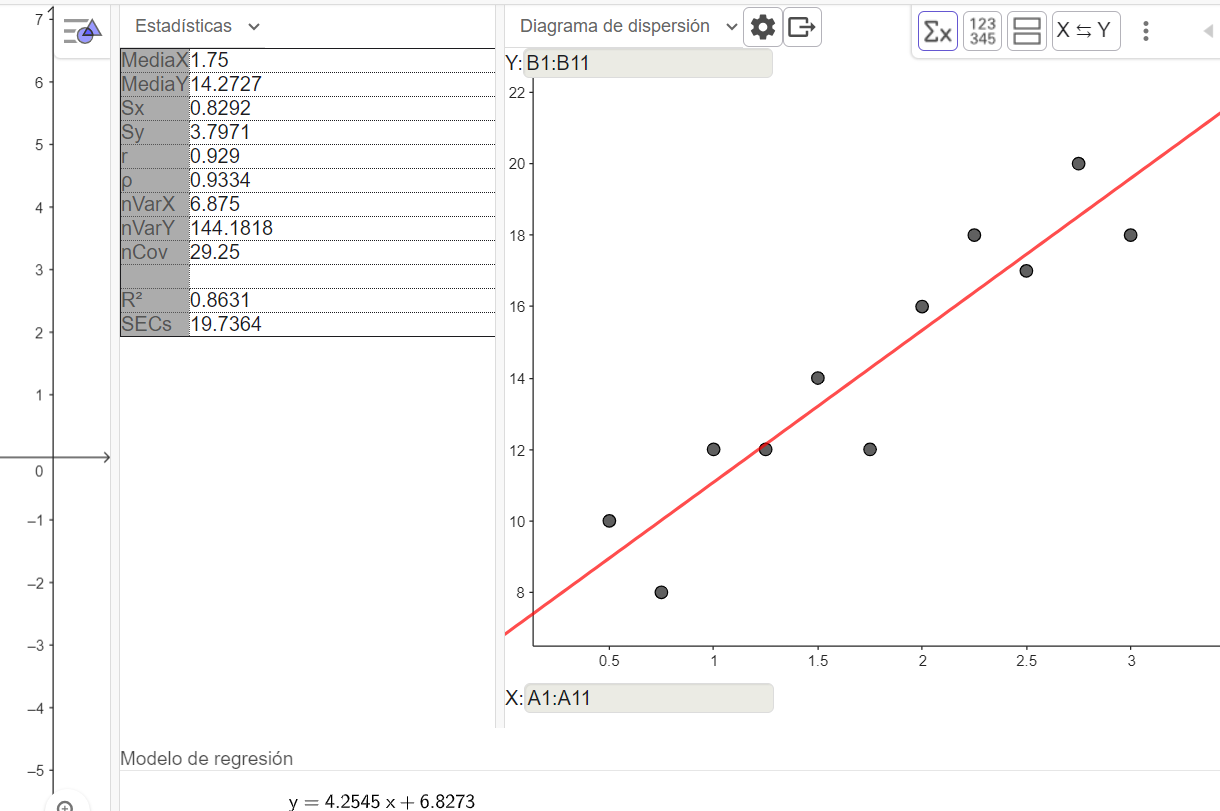 7
6
5
4
3
2
1
0
–1
–2
–3
–4
–5
Estadísticas
MediaX 1.75
MediaY 14.2727
Sx 0.8292
Sy 3.7971
r 0.929
ρ 0.9334
nVarX 6.875
nVarY 144.1818
nCov 29.25
R² 0.8631
SECs 19.7364
Diagrama de dispersión
Σx
123
345
X ⇆ Y
Y: B1:B11
22
20
18
16
14
12
10
8
0.5 1 1.5 2 2.5 3
X: A1:A11
Modelo de regresión
y = 4.2545 x + 6.8273